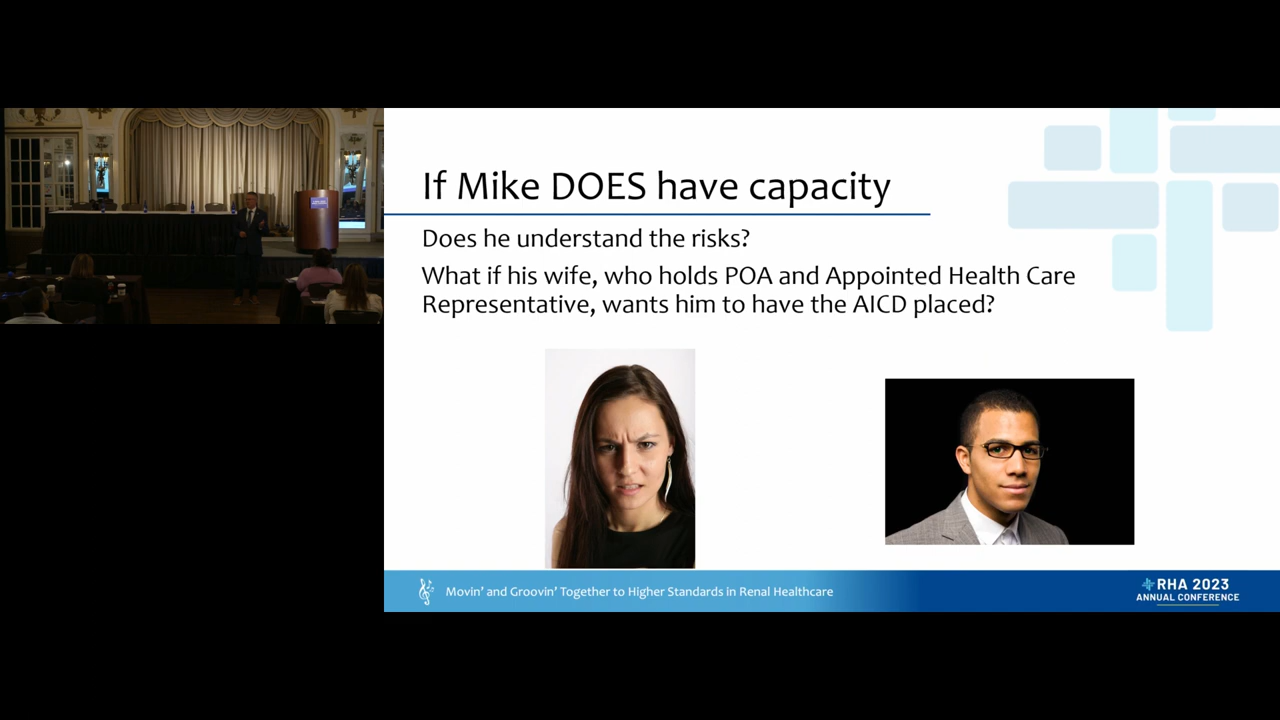 If Mike DOES have capacity
Does he understand the risks?
What if his wife, who holds POA and Appointed Health Care
Representative, wants him to have the AICD placed?
Movin' and Groovin' Together to Higher Standards in Renal Healthcare
RHA 2023
ANNUAL CONFERENCE